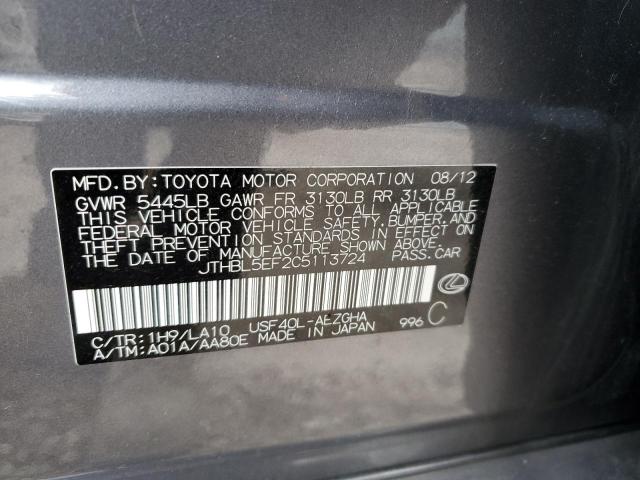 MFD. BY: TOYOTA MOTOR CORPORATION 08/12
GVWR 5445LB GAWR FR 3130LB RR 3130LB
THIS VEHICLE CONFORMS TO ALL APPLICABLE
FEDERAL MOTOR VEHICLE SAFETY, BUMPER, AND
THEFT PREVENTION STANDARDS IN EFFECT ON
THE DATE OF MANUFACTURE SHOWN ABOVE.
JTHBL5EF2C5113724 PASS. CAR
C/TR: 1H9/LA10 USF40L-AEZGHA
A/TM: A01A/AA80E MADE IN JAPAN 996 C